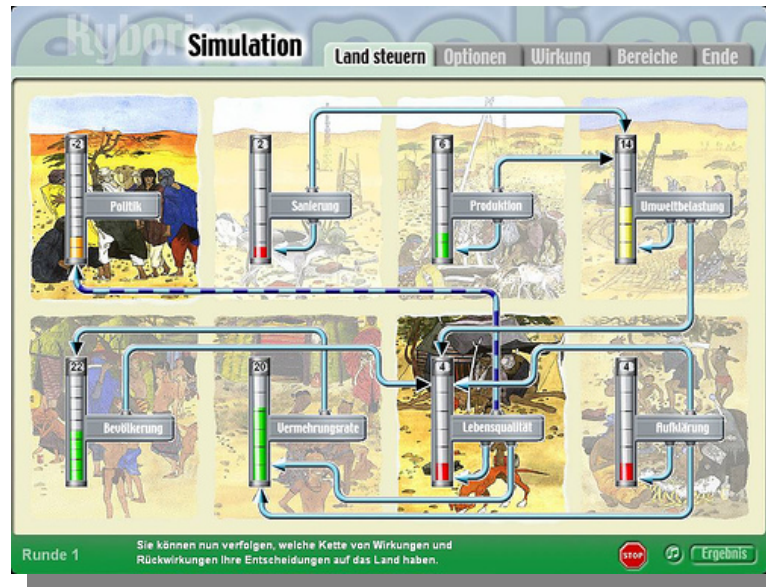 Kyborien
Simulation
Land steuern
Optionen
Wirkung
Bereiche
Ende
-2
2
6
14
Politik
Sanierung
Produktion
Umweltbelastung
22
20
4
4
Bevölkerung
Vermehrungsrate
Lebensqualität
Aufklärung
Runde 1
Sie können nun verfolgen, welche Kette von Wirkungen und
Rückwirkungen Ihre Entscheidungen auf das Land haben.
STOP
Ergebnis